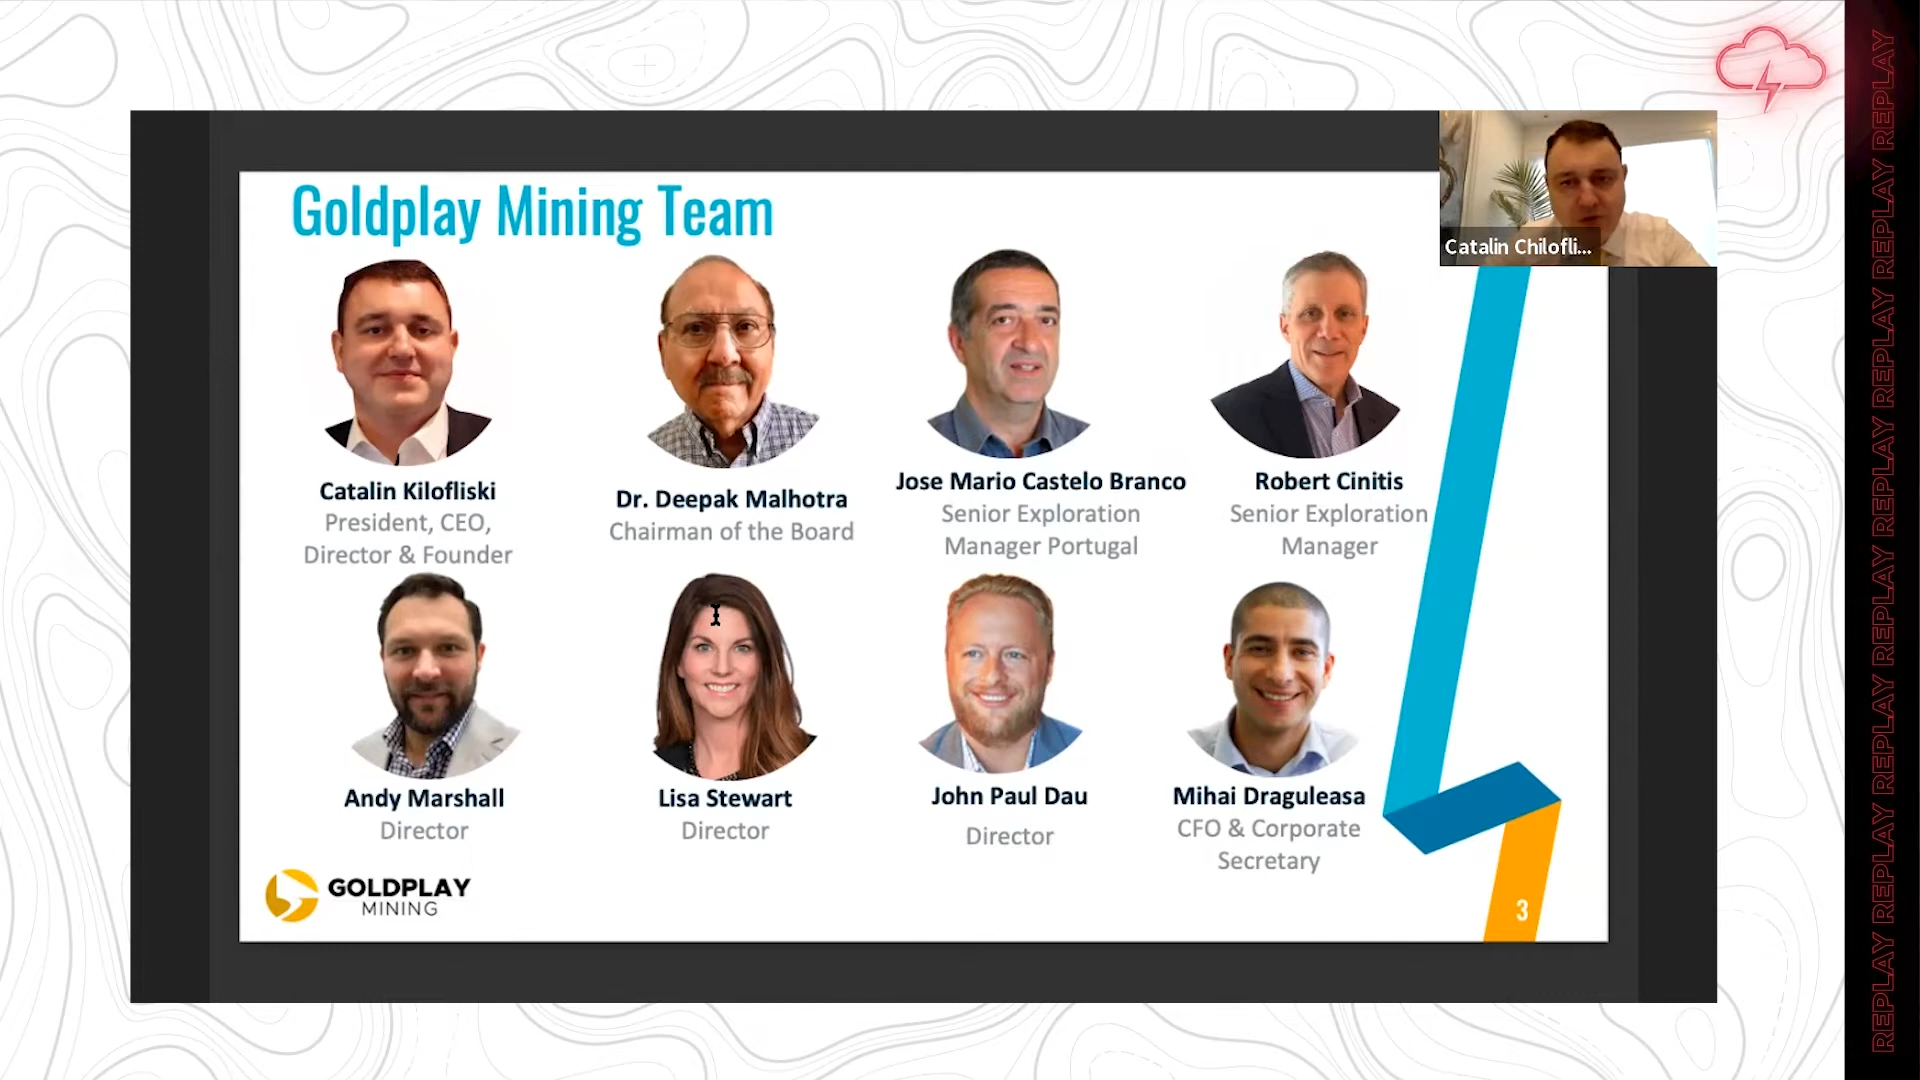 Goldplay Mining Team
Catalin Chilofli...
Catalin Kilofliski
President, CEO,
Director & Founder
Dr. Deepak Malhotra
Chairman of the Board
Jose Mario Castelo Branco
Senior Exploration
Manager Portugal
Robert Cinitis
Senior Exploration
Manager
Andy Marshall
Director
Lisa Stewart
Director
John Paul Dau
Director
Mihai Draguleasa
CFO & Corporate
Secretary
GOLDPLAY
MINING
3
REPLAY REPLAY REPLAY REPLAY REPLAY REPLAY REPLAY REPLAY